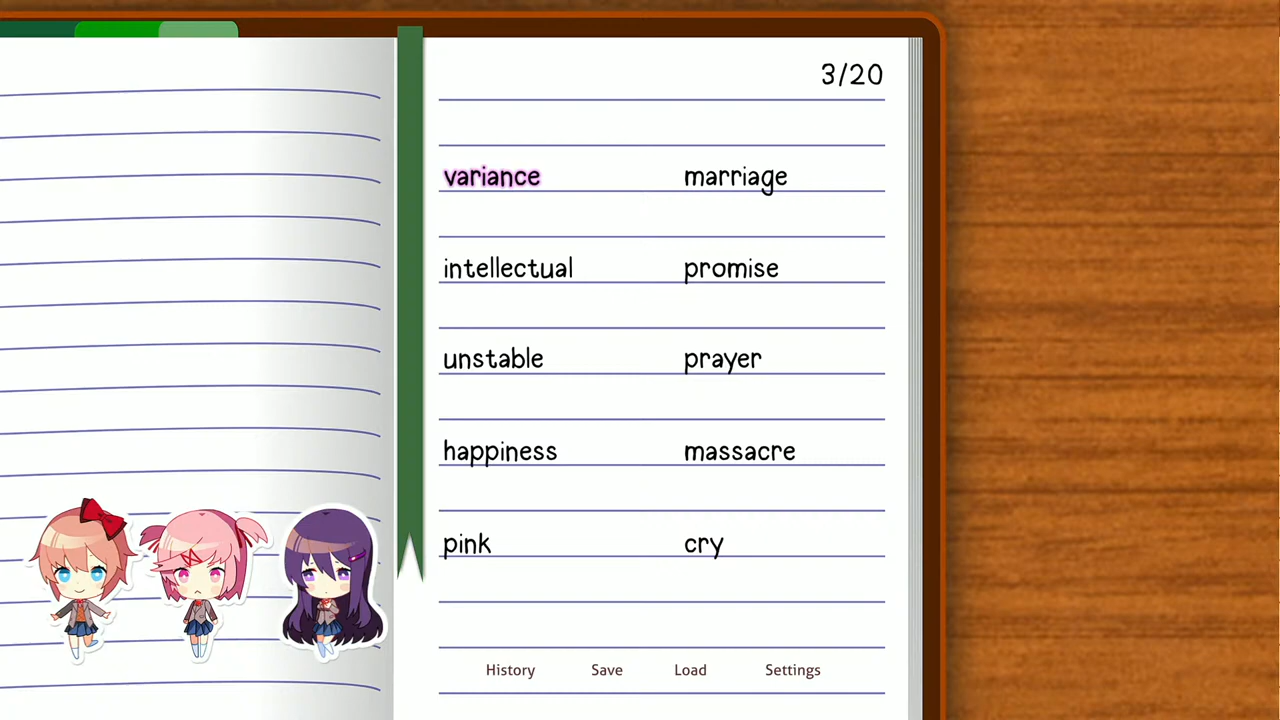 3/20
variance marriage
intellectual promise
unstable prayer
happiness massacre
pink cry
History Save Load Settings